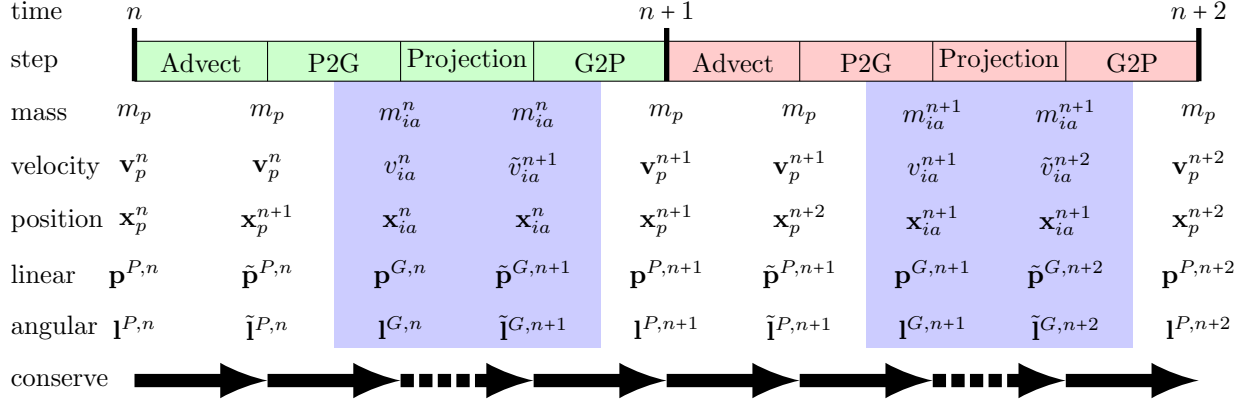 time n n + 1 n + 2
step Advect P2G Projection G2P Advect P2G Projection G2P
mass m_p m_p m_{ia}^n m_{ia}^n m_p m_p m_{ia}^{n+1} m_{ia}^{n+1} m_p
velocity v_p^n v_p^n v_{ia}^n ṽ_{ia}^{n+1} v_p^{n+1} v_p^{n+1} v_{ia}^{n+1} ṽ_{ia}^{n+2} v_p^{n+2}
position x_p^n x_p^{n+1} x_{ia}^n x_{ia}^n x_p^{n+1} x_p^{n+2} x_{ia}^{n+1} x_{ia}^{n+1} x_p^{n+2}
linear p^{P,n} p̃^{P,n} p^{G,n} p̃^{G,n+1} p^{P,n+1} p̃^{P,n+1} p^{G,n+1} p̃^{G,n+2} p^{P,n+2}
angular l^{P,n} l̃^{P,n} l^{G,n} l̃^{G,n+1} l^{P,n+1} l̃^{P,n+1} l^{G,n+1} l̃^{G,n+2} l^{P,n+2}
conserve